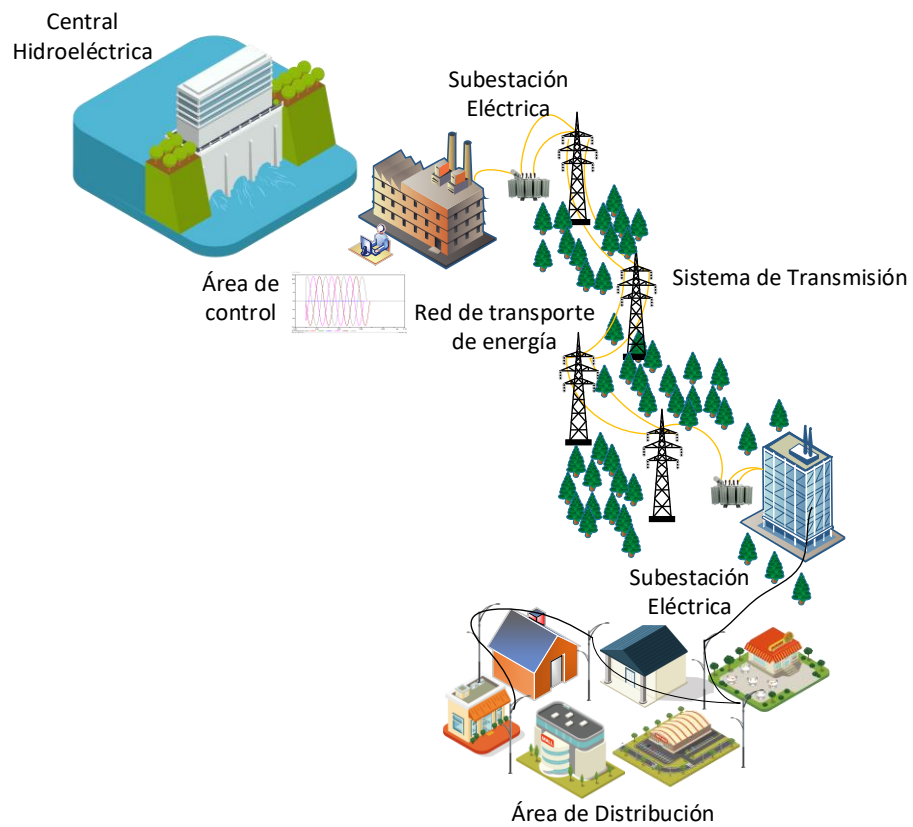 Central
Hidroeléctrica
Subestación
Eléctrica
Sistema de Transmisión
Área de
control
Red de transporte
de energía
Subestación
Eléctrica
MALL
Área de Distribución